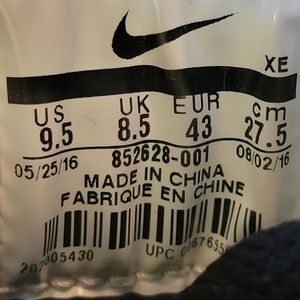 XE
US UK EUR cm
9.5 8.5 43 27.5
05/25/16 852628-001 08/02/16
MADE IN CHINA
FABRIQUE EN CHINE
UPC